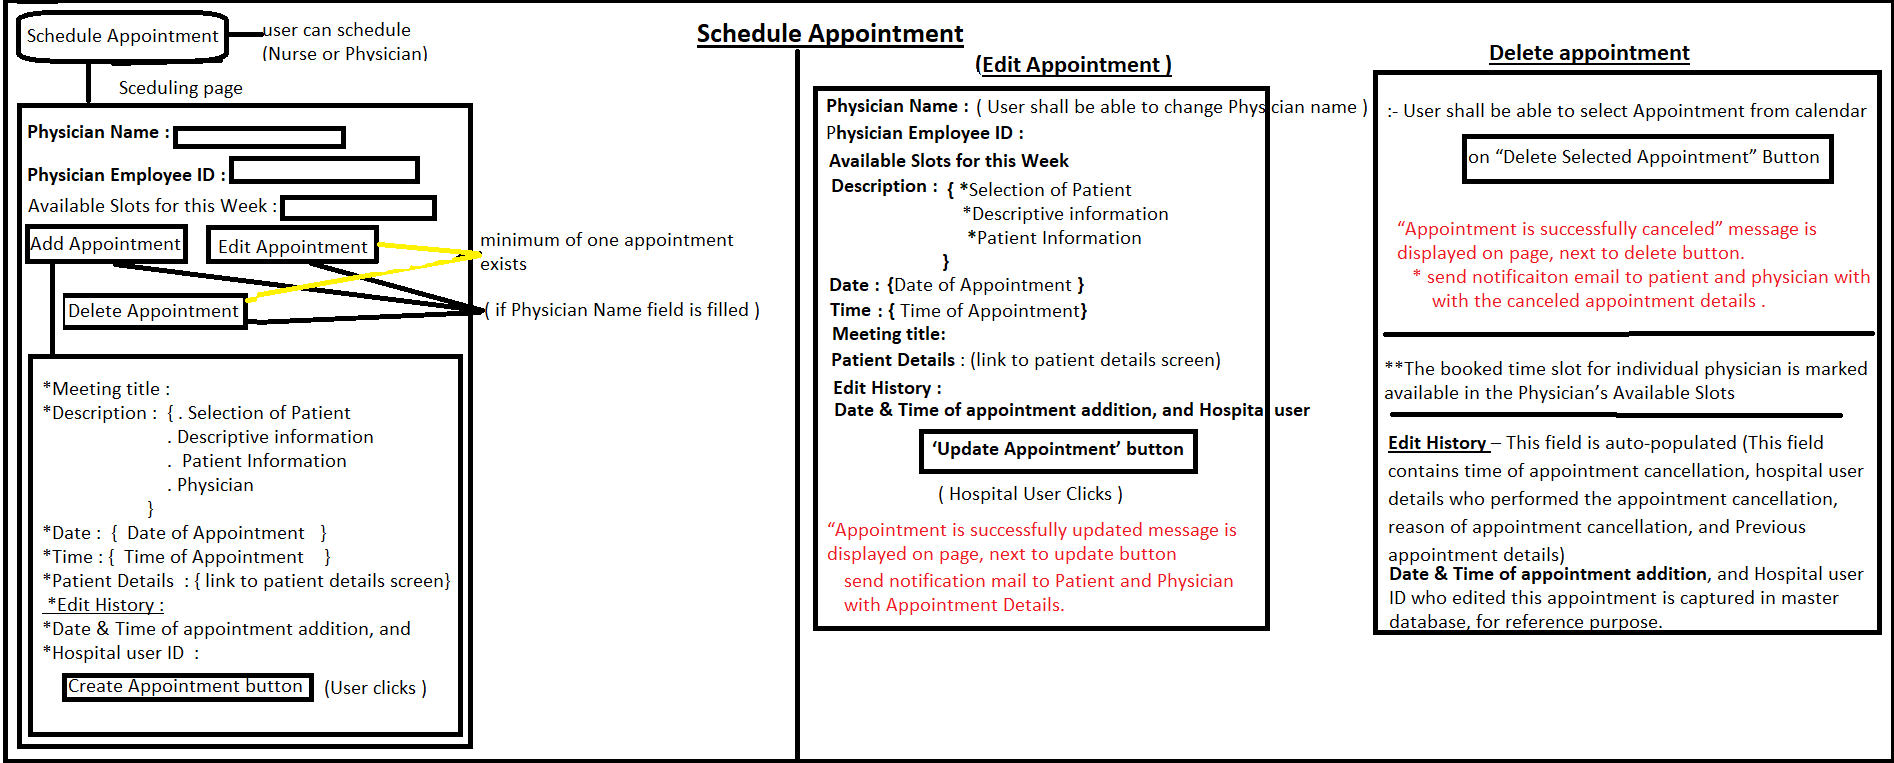 Schedule Appointment
user can schedule
(Nurse or Physician)
Sceduling page
Physician Name :
Physician Employee ID :
Available Slots for this Week :
Add Appointment
Edit Appointment
Delete Appointment
minimum of one appointment
exists
( if Physician Name field is filled )
*Meeting title :
*Description : { . Selection of Patient
. Descriptive information
. Patient Information
. Physician
}
*Date : { Date of Appointment }
*Time : { Time of Appointment }
*Patient Details : { link to patient details screen}
*Edit History :
*Date & Time of appointment addition, and
*Hospital user ID :
Create Appointment button (User clicks )
Schedule Appointment
(Edit Appointment )
Physician Name : ( User shall be able to change Physician name )
Physician Employee ID :
Available Slots for this Week
Description : { *Selection of Patient
*Descriptive information
*Patient Information
}
Date : {Date of Appointment }
Time : { Time of Appointment}
Meeting title:
Patient Details : (link to patient details screen)
Edit History :
Date & Time of appointment addition, and Hospital user
‘Update Appointment’ button
( Hospital User Clicks )
“Appointment is successfully updated message is
displayed on page, next to update button
send notification mail to Patient and Physician
with Appointment Details.
Delete appointment
:- User shall be able to select Appointment from calendar
on “Delete Selected Appointment” Button
“Appointment is successfully canceled” message is
displayed on page, next to delete button.
* send notificaiton email to patient and physician with
with the canceled appointment details .
**The booked time slot for individual physician is marked
available in the Physician’s Available Slots
Edit History – This field is auto-populated (This field
contains time of appointment cancellation, hospital user
details who performed the appointment cancellation,
reason of appointment cancellation, and Previous
appointment details)
Date & Time of appointment addition, and Hospital user
ID who edited this appointment is captured in master
database, for reference purpose.